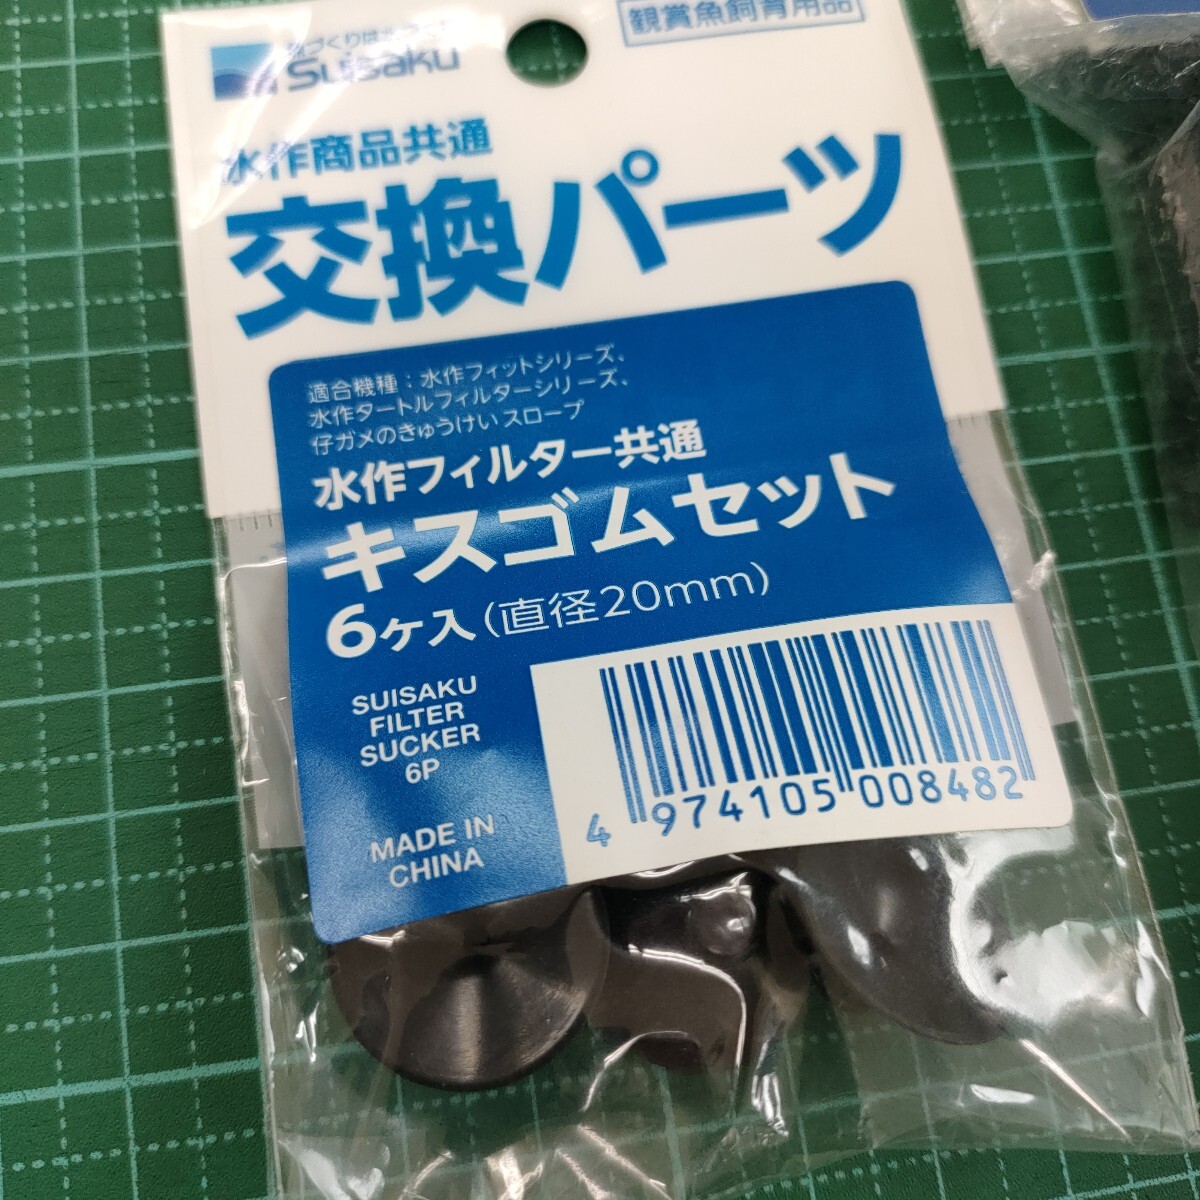 Suisaku
観賞魚飼育用品
水作商品共通
交換パーツ
適合機種：水作フィットシリーズ、
水作タートルフィルターシリーズ、
仔ガメのきゅうけいスロープ
水作フィルター共通
キスゴムセット
6ヶ入（直径20mm）
SUISAKU
FILTER
SUCKER
6P
MADE IN
CHINA
4 974105 008482